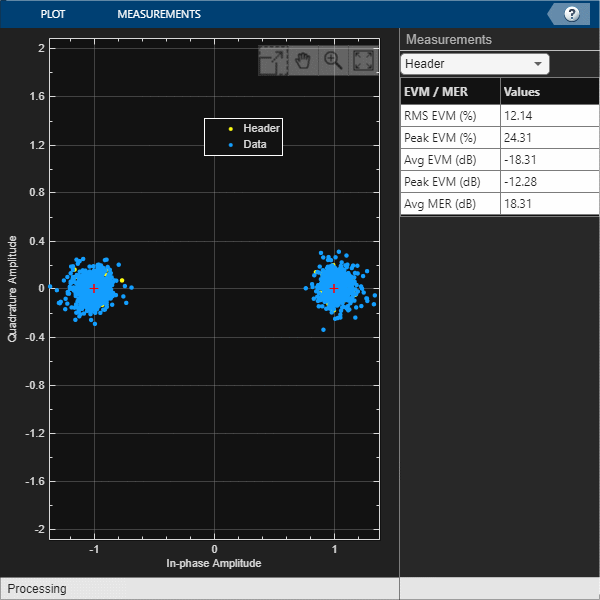 PLOT MEASUREMENTS ?
Measurements
Header
EVM / MER Values
RMS EVM (%) 12.14
Peak EVM (%) 24.31
Avg EVM (dB) -18.31
Peak EVM (dB) -12.28
Avg MER (dB) 18.31
2
1.6
1.2
0.8
0.4
0
-0.4
-0.8
-1.2
-1.6
-2
Quadrature Amplitude
Header
Data
-1 0 1
In-phase Amplitude
Processing